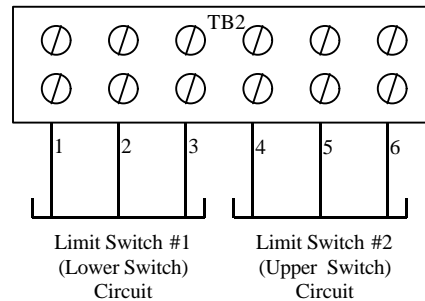 TB2
1 2 3 4 5 6
Limit Switch #1
(Lower Switch)
Circuit
Limit Switch #2
(Upper Switch)
Circuit